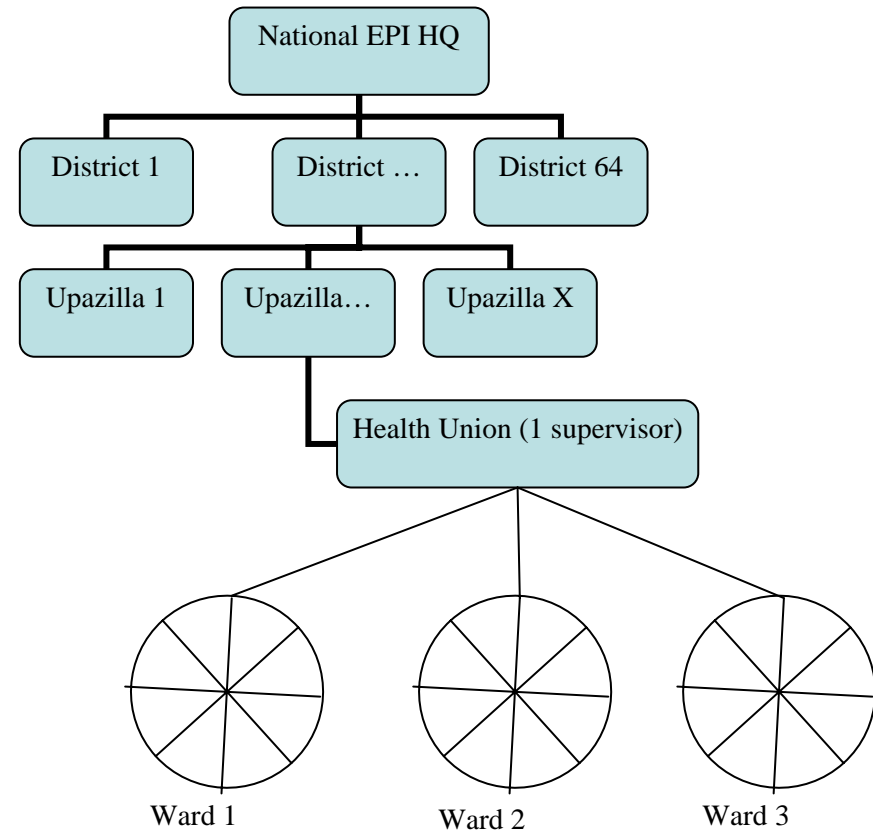 National EPI HQ
District 1
District …
District 64
Upazilla 1
Upazilla…
Upazilla X
Health Union (1 supervisor)
Ward 1
Ward 2
Ward 3